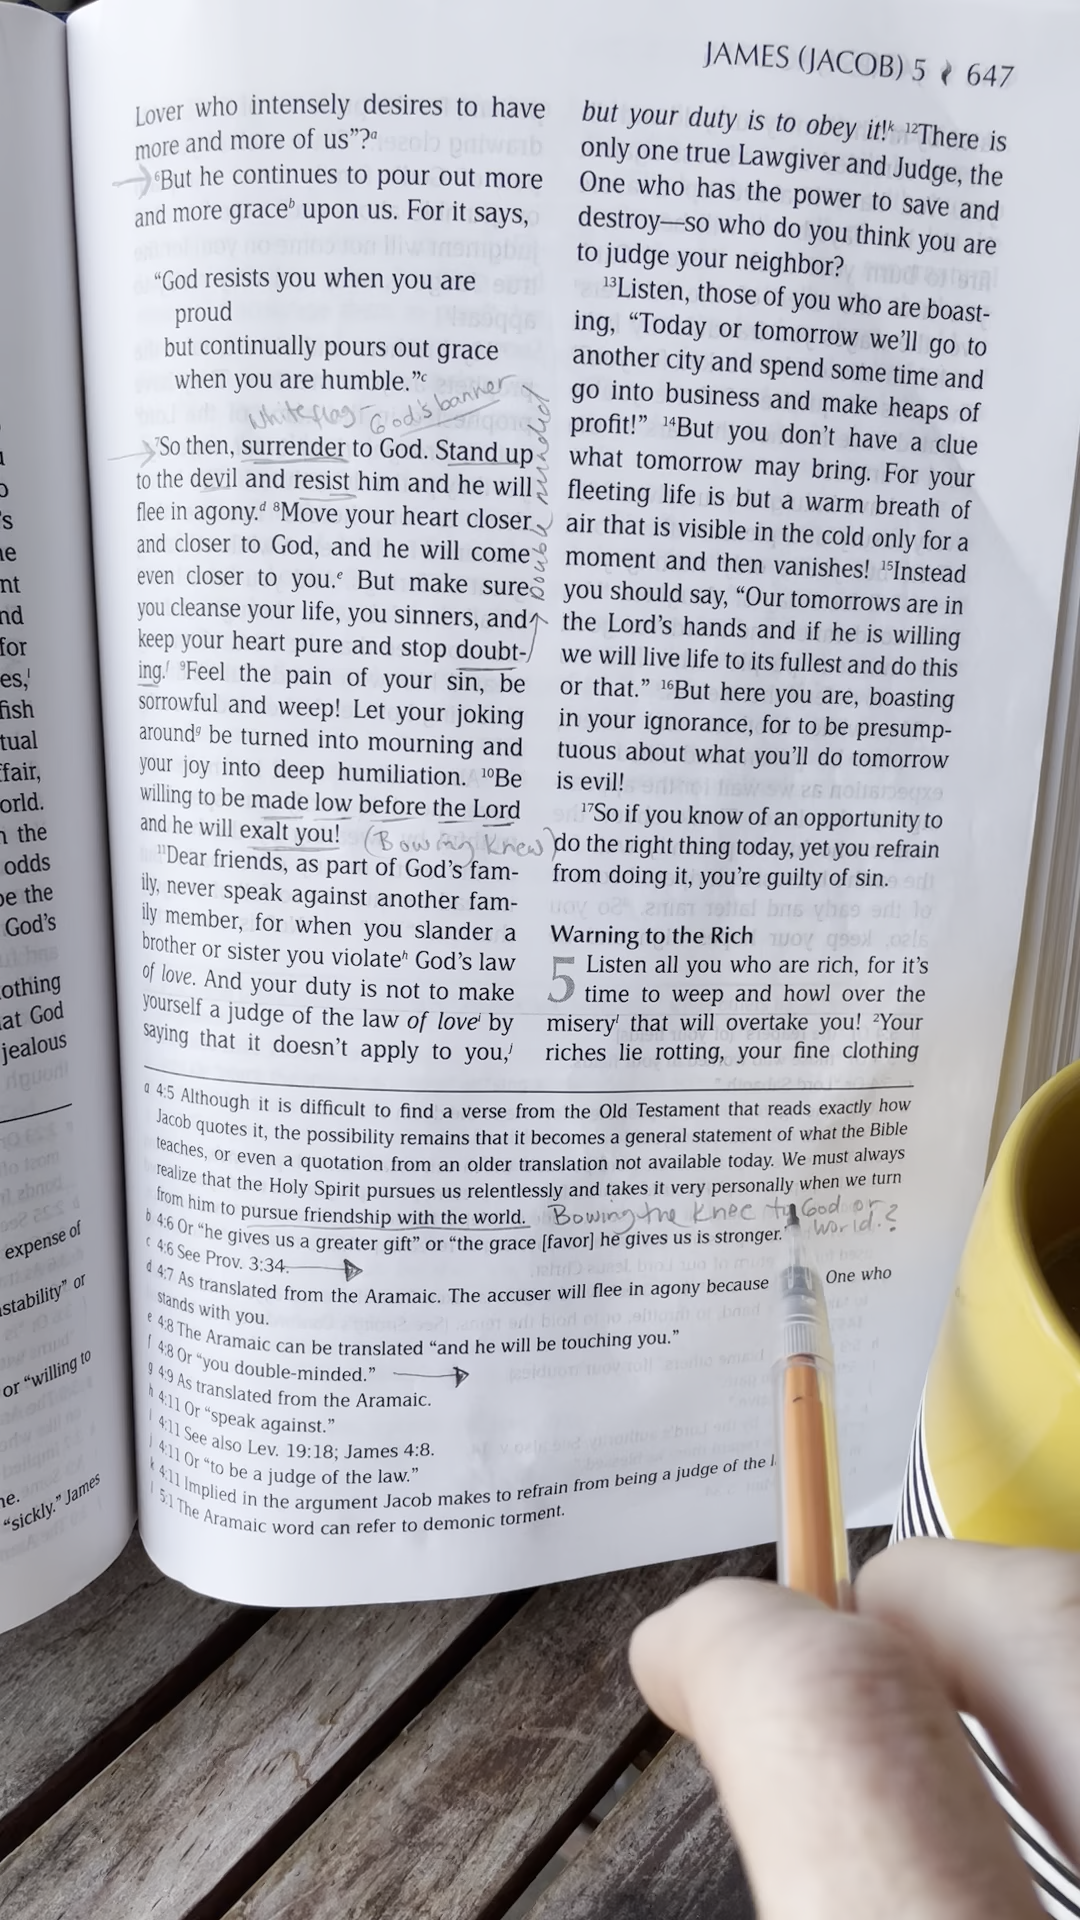 JAMES (JACOB) 5 647
Lover who intensely desires to have
more and more of us”?ᵃ
⁶But he continues to pour out more
and more graceᵇ upon us. For it says,
“God resists you when you are
proud
but continually pours out grace
when you are humble.”ᶜ
White flag - God's banner
⁷So then, surrender to God. Stand up
to the devil and resist him and he will
flee in agony.ᵈ ⁸Move your heart closer
and closer to God, and he will come
even closer to you.ᵉ But make sure
you cleanse your life, you sinners, and
keep your heart pure and stop doubt-
ing.ᶠ ⁹Feel the pain of your sin, be
sorrowful and weep! Let your joking
aroundᵍ be turned into mourning and
your joy into deep humiliation. ¹⁰Be
willing to be made low before the Lord
and he will exalt you! (Bowing Knew)
¹¹Dear friends, as part of God’s fam-
ily, never speak against another fam-
ily member, for when you slander a
brother or sister you violateʰ God’s law
of love. And your duty is not to make
yourself a judge of the law of loveⁱ by
saying that it doesn’t apply to you,ʲ
Double minded
but your duty is to obey it!ᵏ ¹²There is
only one true Lawgiver and Judge, the
One who has the power to save and
destroy—so who do you think you are
to judge your neighbor?
¹³Listen, those of you who are boast-
ing, “Today or tomorrow we’ll go to
another city and spend some time and
go into business and make heaps of
profit!” ¹⁴But you don’t have a clue
what tomorrow may bring. For your
fleeting life is but a warm breath of
air that is visible in the cold only for a
moment and then vanishes! ¹⁵Instead
you should say, “Our tomorrows are in
the Lord’s hands and if he is willing
we will live life to its fullest and do this
or that.” ¹⁶But here you are, boasting
in your ignorance, for to be presump-
tuous about what you’ll do tomorrow
is evil!
¹⁷So if you know of an opportunity to
do the right thing today, yet you refrain
from doing it, you’re guilty of sin.
Warning to the Rich
5 Listen all you who are rich, for it’s
time to weep and howl over the
miseryˡ that will overtake you! ²Your
riches lie rotting, your fine clothing
a 4:5 Although it is difficult to find a verse from the Old Testament that reads exactly how
Jacob quotes it, the possibility remains that it becomes a general statement of what the Bible
teaches, or even a quotation from an older translation not available today. We must always
realize that the Holy Spirit pursues us relentlessly and takes it very personally when we turn
from him to pursue friendship with the world. Bowing the Knee to God or
world.?
b 4:6 Or “he gives us a greater gift” or “the grace [favor] he gives us is stronger.”
c 4:6 See Prov. 3:34.
d 4:7 As translated from the Aramaic. The accuser will flee in agony because One who
stands with you.
e 4:8 The Aramaic can be translated “and he will be touching you.”
f 4:8 Or “you double-minded.”
g 4:9 As translated from the Aramaic.
h 4:11 Or “speak against.”
i 4:11 See also Lev. 19:18; James 4:8.
j 4:11 Or “to be a judge of the law.”
k 4:11 Implied in the argument Jacob makes to refrain from being a judge of the
l 5:1 The Aramaic word can refer to demonic torment.
for
fish
tual
orld.
the
odds
be the
God’s
othing
at God
jealous
expense of
or “willing to
“sickly.” James